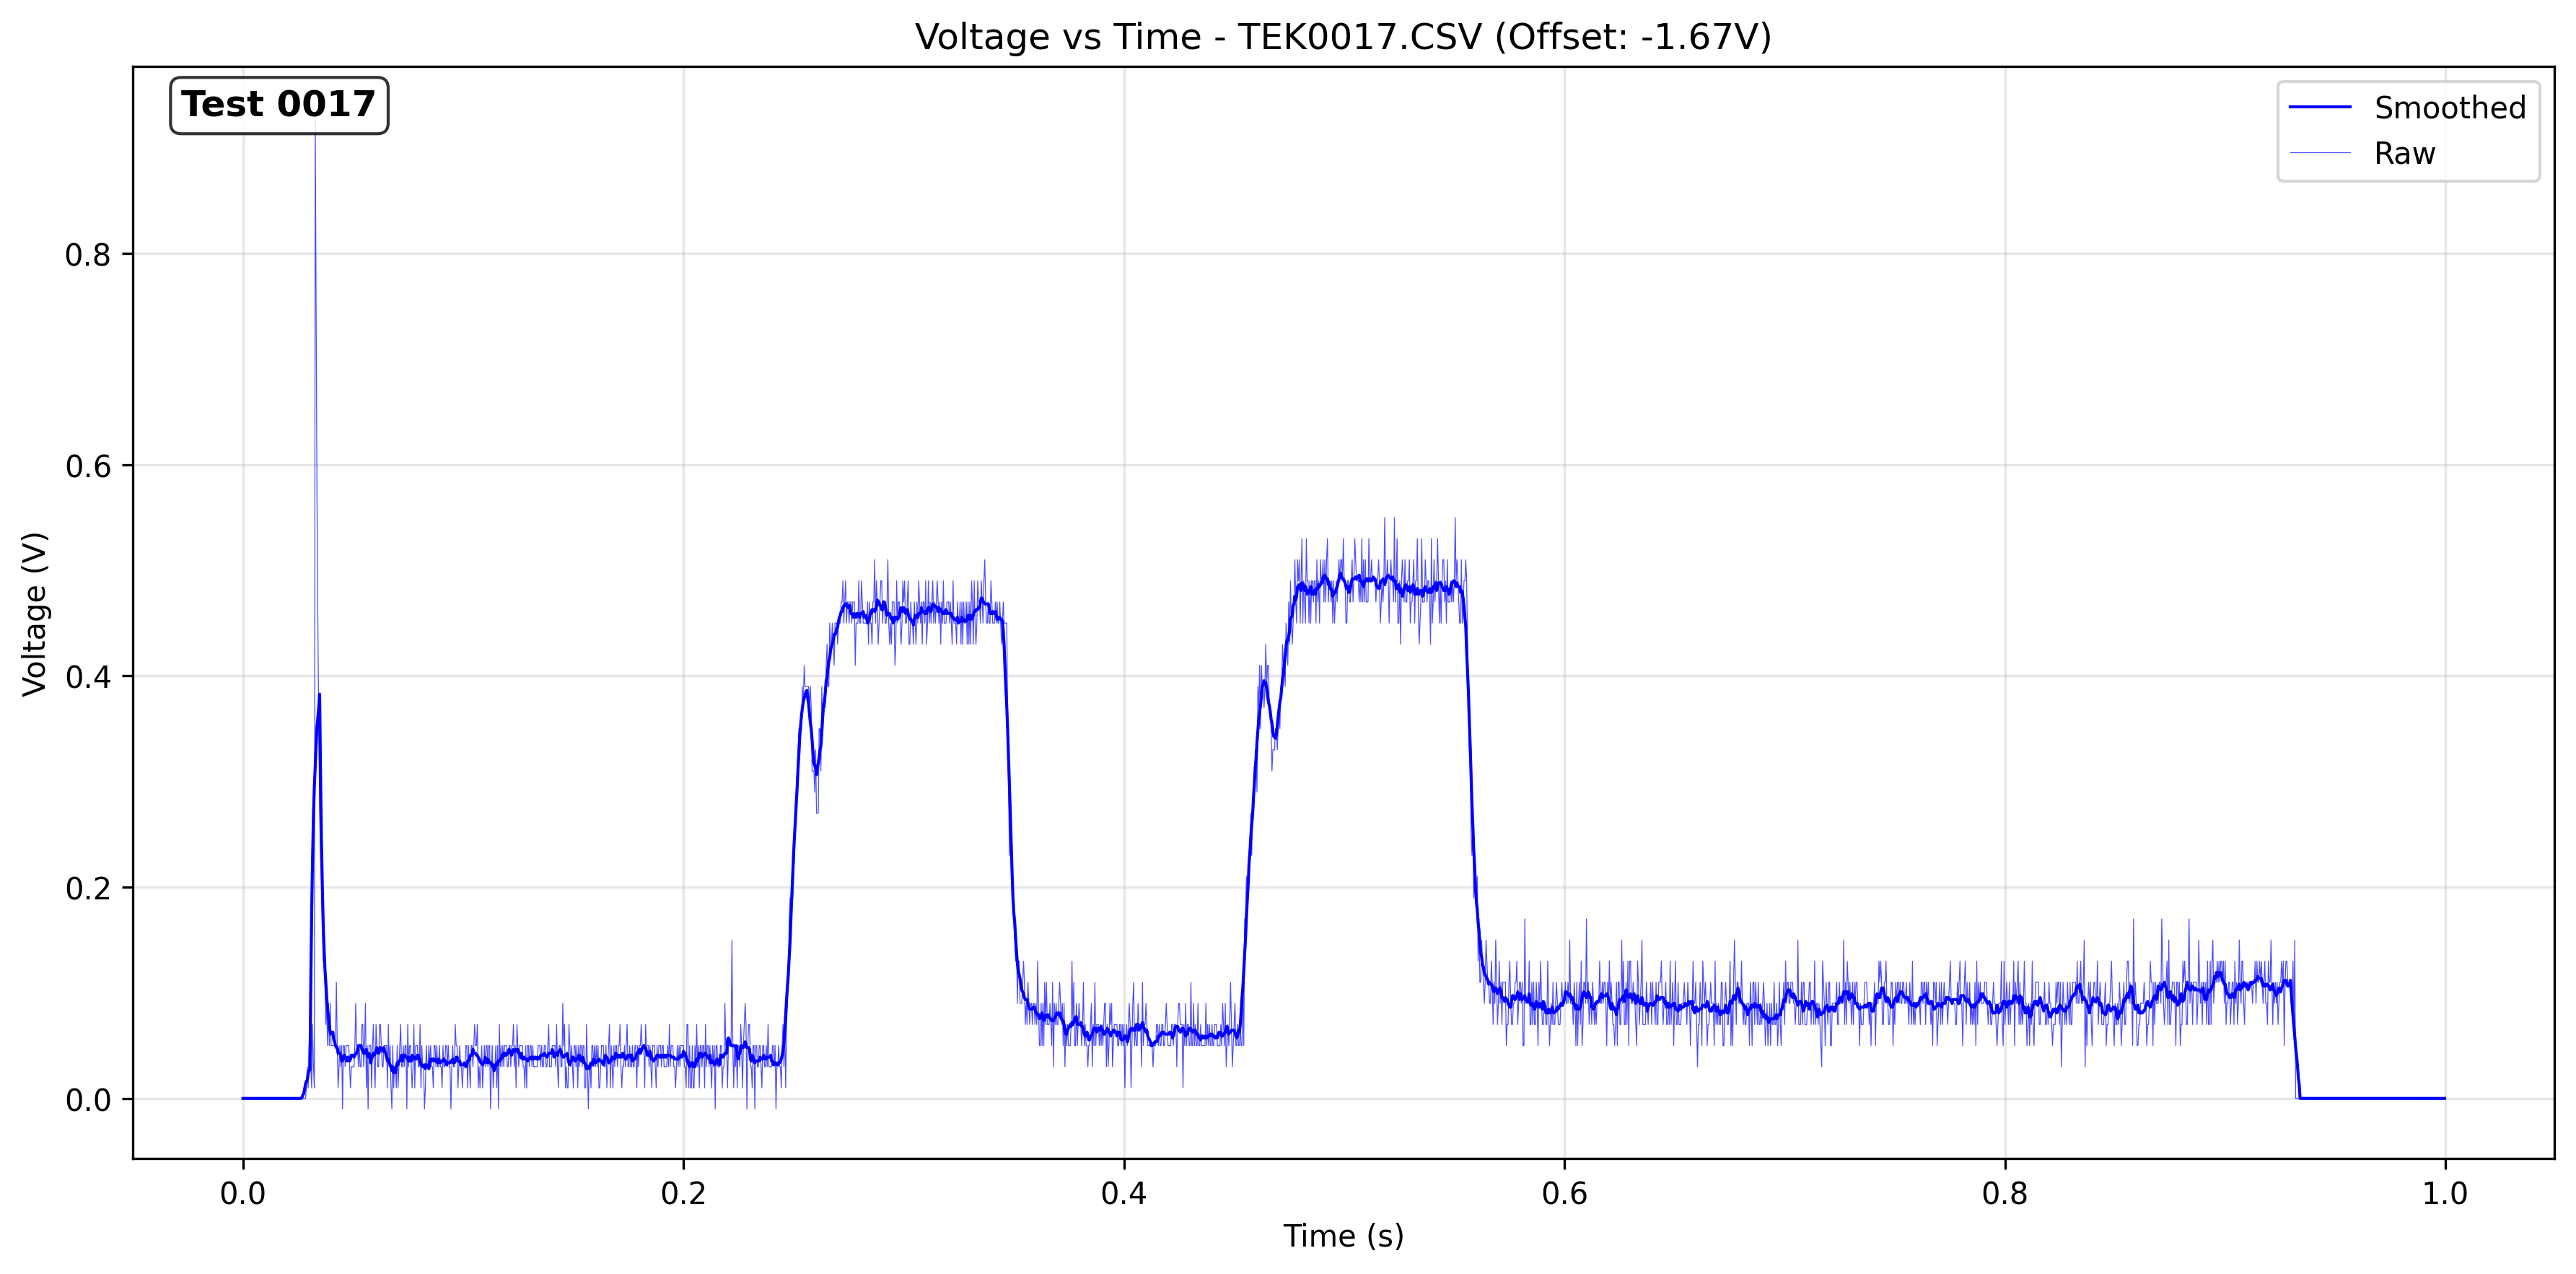 Voltage vs Time - TEK0017.CSV (Offset: -1.67V)
Test 0017
Smoothed
Raw
0.8
0.6
0.4
0.2
0.0
Voltage (V)
0.0 0.2 0.4 0.6 0.8 1.0
Time (s)